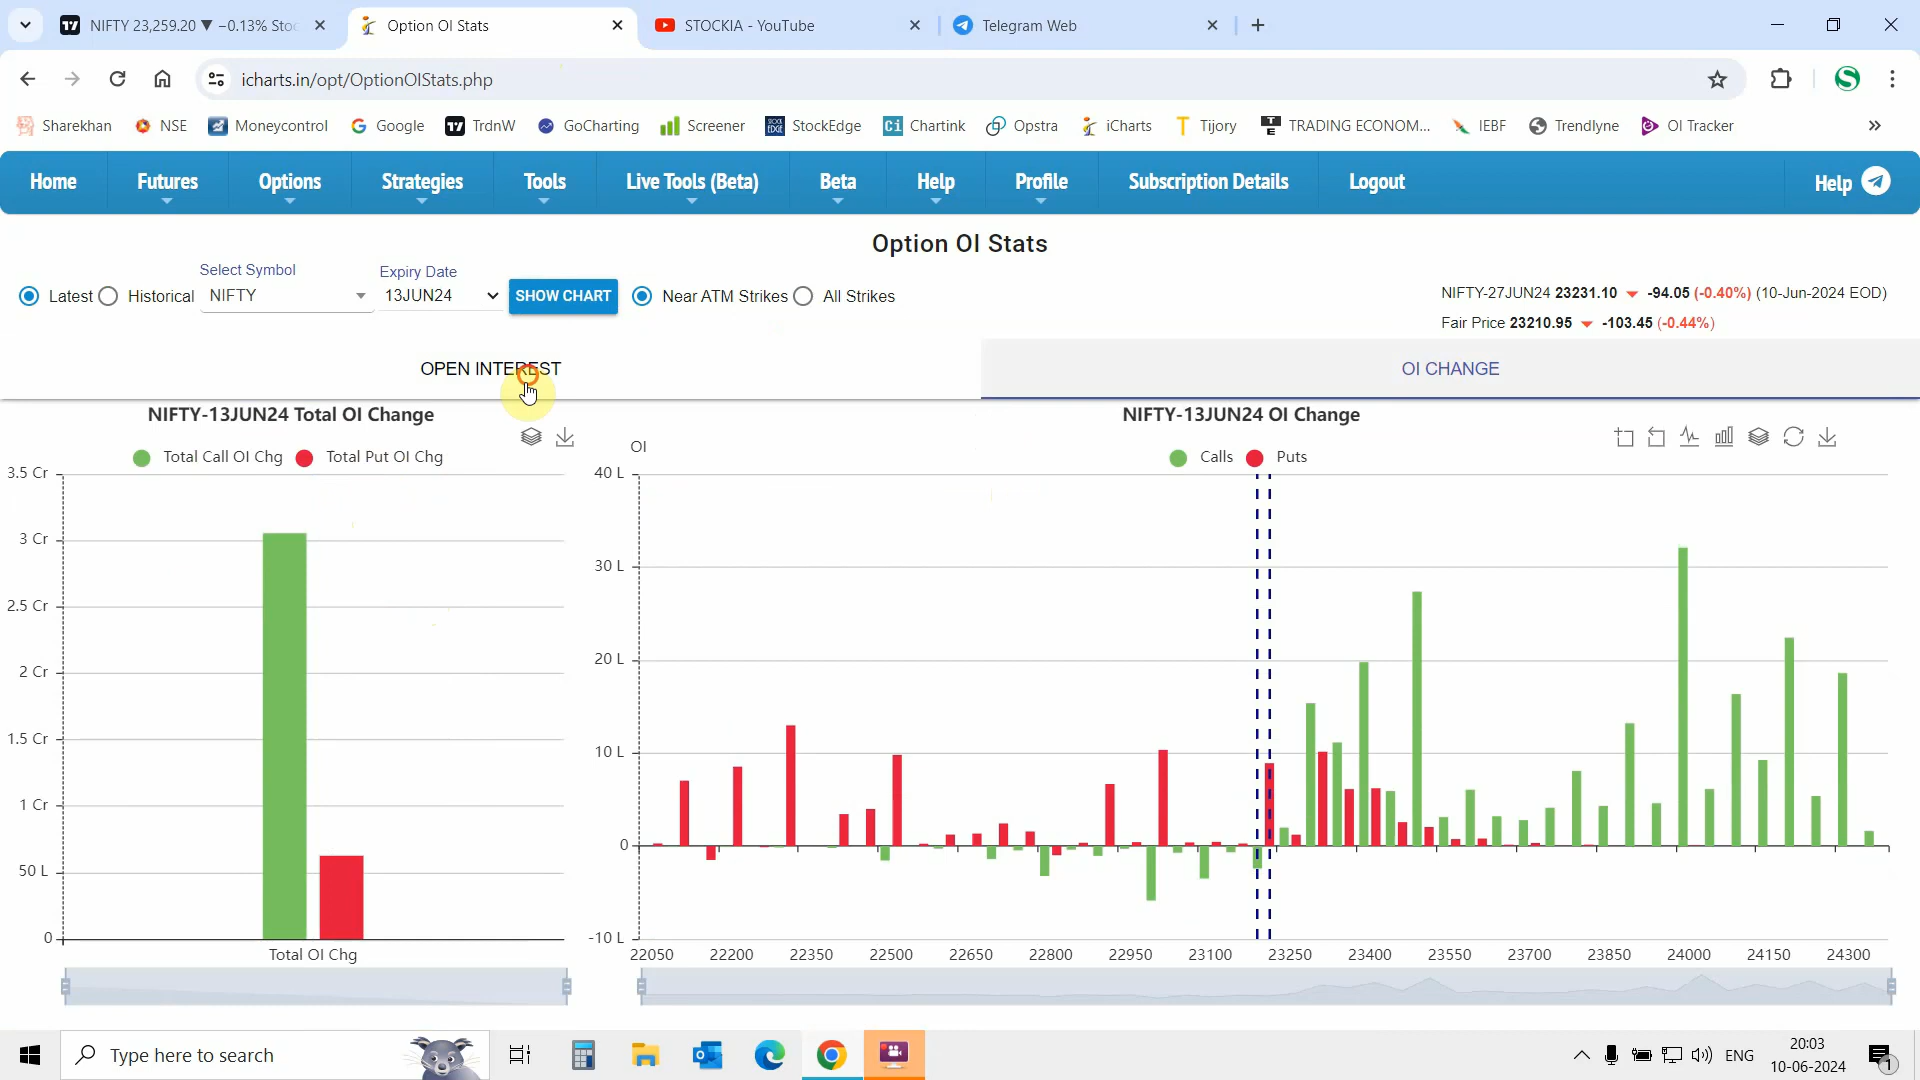 NIFTY 23,259.20 ▼ −0.13% Stoc
Option OI Stats
STOCKIA - YouTube
Telegram Web
icharts.in/opt/OptionOIStats.php
Sharekhan NSE Moneycontrol Google TrdnW GoCharting Screener StockEdge Chartink Opstra iCharts Tijory TRADING ECONOM... IEBF Trendlyne OI Tracker
Home Futures Options Strategies Tools Live Tools (Beta) Beta Help Profile Subscription Details Logout Help
Option OI Stats
Select Symbol Expiry Date
Latest Historical NIFTY 13JUN24 SHOW CHART Near ATM Strikes All Strikes
NIFTY-27JUN24 23231.10 ▼ -94.05 (-0.40%) (10-Jun-2024 EOD)
Fair Price 23210.95 ▼ -103.45 (-0.44%)
OPEN INTEREST OI CHANGE
NIFTY-13JUN24 Total OI Change
Total Call OI Chg Total Put OI Chg
3.5 Cr
3 Cr
2.5 Cr
2 Cr
1.5 Cr
1 Cr
50 L
0
Total OI Chg
NIFTY-13JUN24 OI Change
OI
Calls Puts
40 L
30 L
20 L
10 L
0
-10 L
22050 22200 22350 22500 22650 22800 22950 23100 23250 23400 23550 23700 23850 24000 24150 24300
Type here to search
ENG
20:03
10-06-2024
1